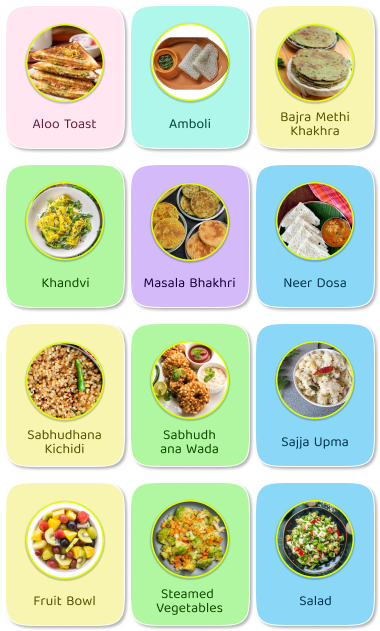 Aloo Toast
Amboli
Bajra Methi
Khakhra
Khandvi
Masala Bhakhri
Neer Dosa
Sabhudhana
Kichidi
Sabhudh
ana Wada
Sajja Upma
Fruit Bowl
Steamed
Vegetables
Salad